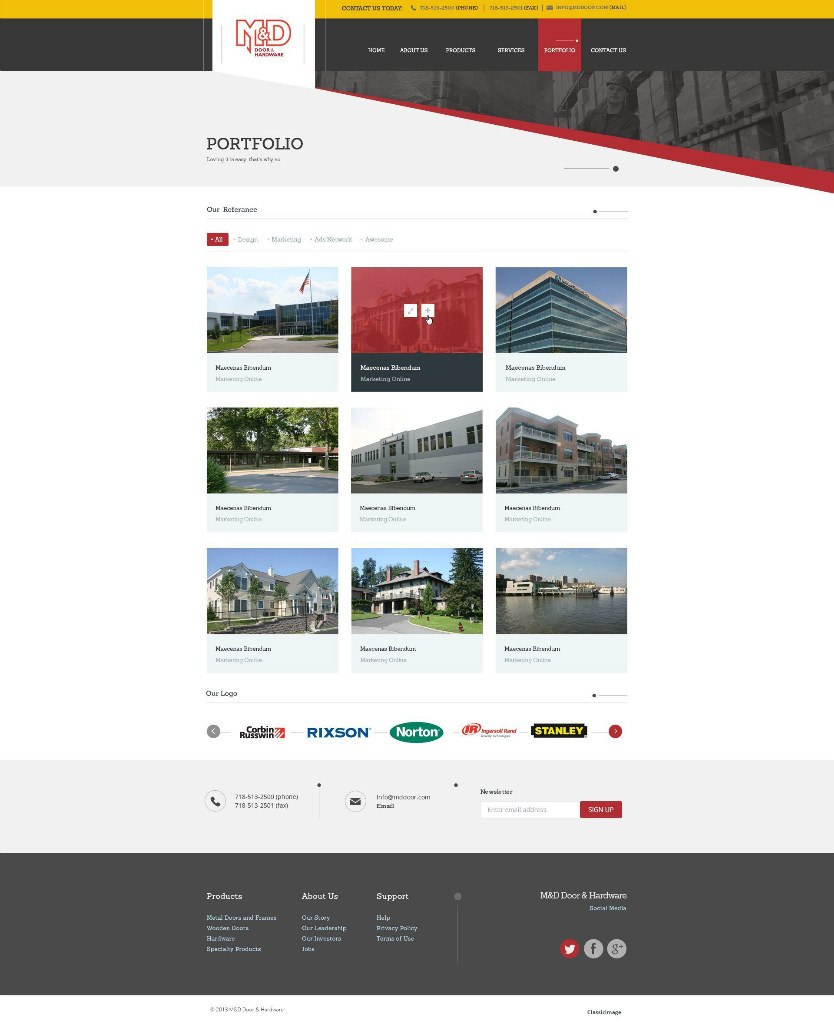 CONTACT US TODAY: 718-513-2500 (PHONE) | 718-513-2501 (FAX) | INFO@MDDOOR.COM (MAIL)
M&D
DOOR &
HARDWARE
HOME ABOUT US PRODUCTS SERVICES PORTFOLIO CONTACT US
PORTFOLIO
Our Referance
All Design Marketing Ads Network Awesome
Maecenas Bibendum Maecenas Bibendum Maecenas Bibendum
Marketing Online Marketing Online Marketing Online
Maecenas Bibendum Maecenas Bibendum Maecenas Bibendum
Marketing Online Marketing Online Marketing Online
Maecenas Bibendum Maecenas Bibendum Maecenas Bibendum
Marketing Online Marketing Online Marketing Online
Our Logo
Corbin
Russwin
RIXSON
Norton
IR Ingersoll Rand
STANLEY
718-513-2500 (phone)
718-513-2501 (fax)
info@mddoor.com
Email
Newsletter
Enter email address SIGN UP
Products About Us Support M&D Door & Hardware
Social Media
Metal Doors and Frames Our Story Help
Wooden Doors Our Leadership Privacy Policy
Hardware Our Investors Terms of Use
Specialty Products Jobs
© 2013 M&D Door & Hardware Classicimage